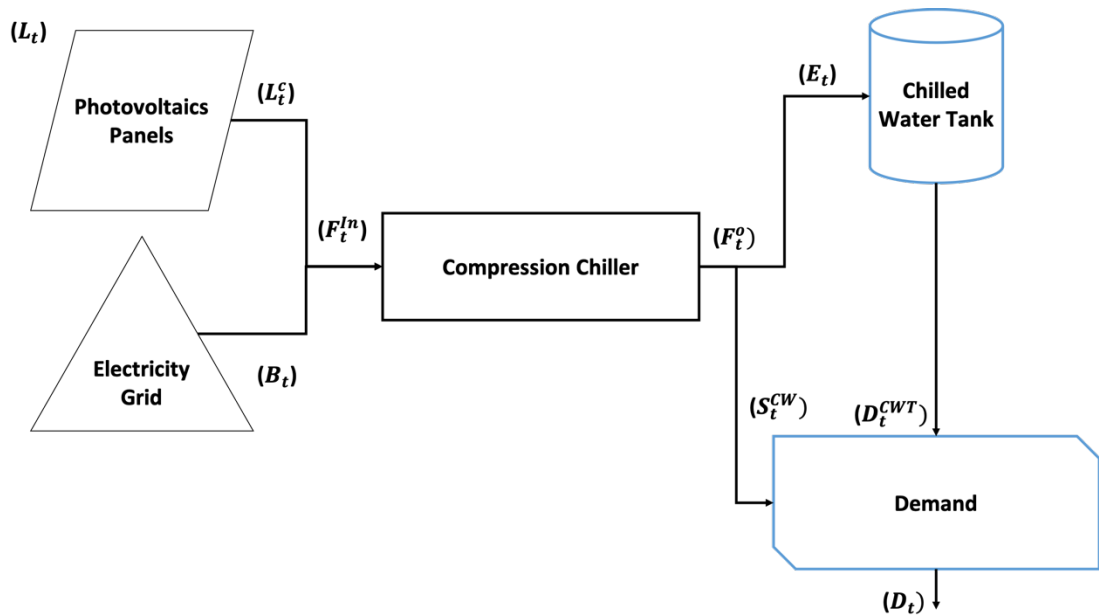 (L_t)
Photovoltaics
Panels
(L_t^c)
(E_t)
Chilled
Water Tank
(F_t^{In})
Compression Chiller
(F_t^o)
Electricity
Grid
(B_t)
(S_t^{CW})
(D_t^{CWT})
Demand
(D_t)